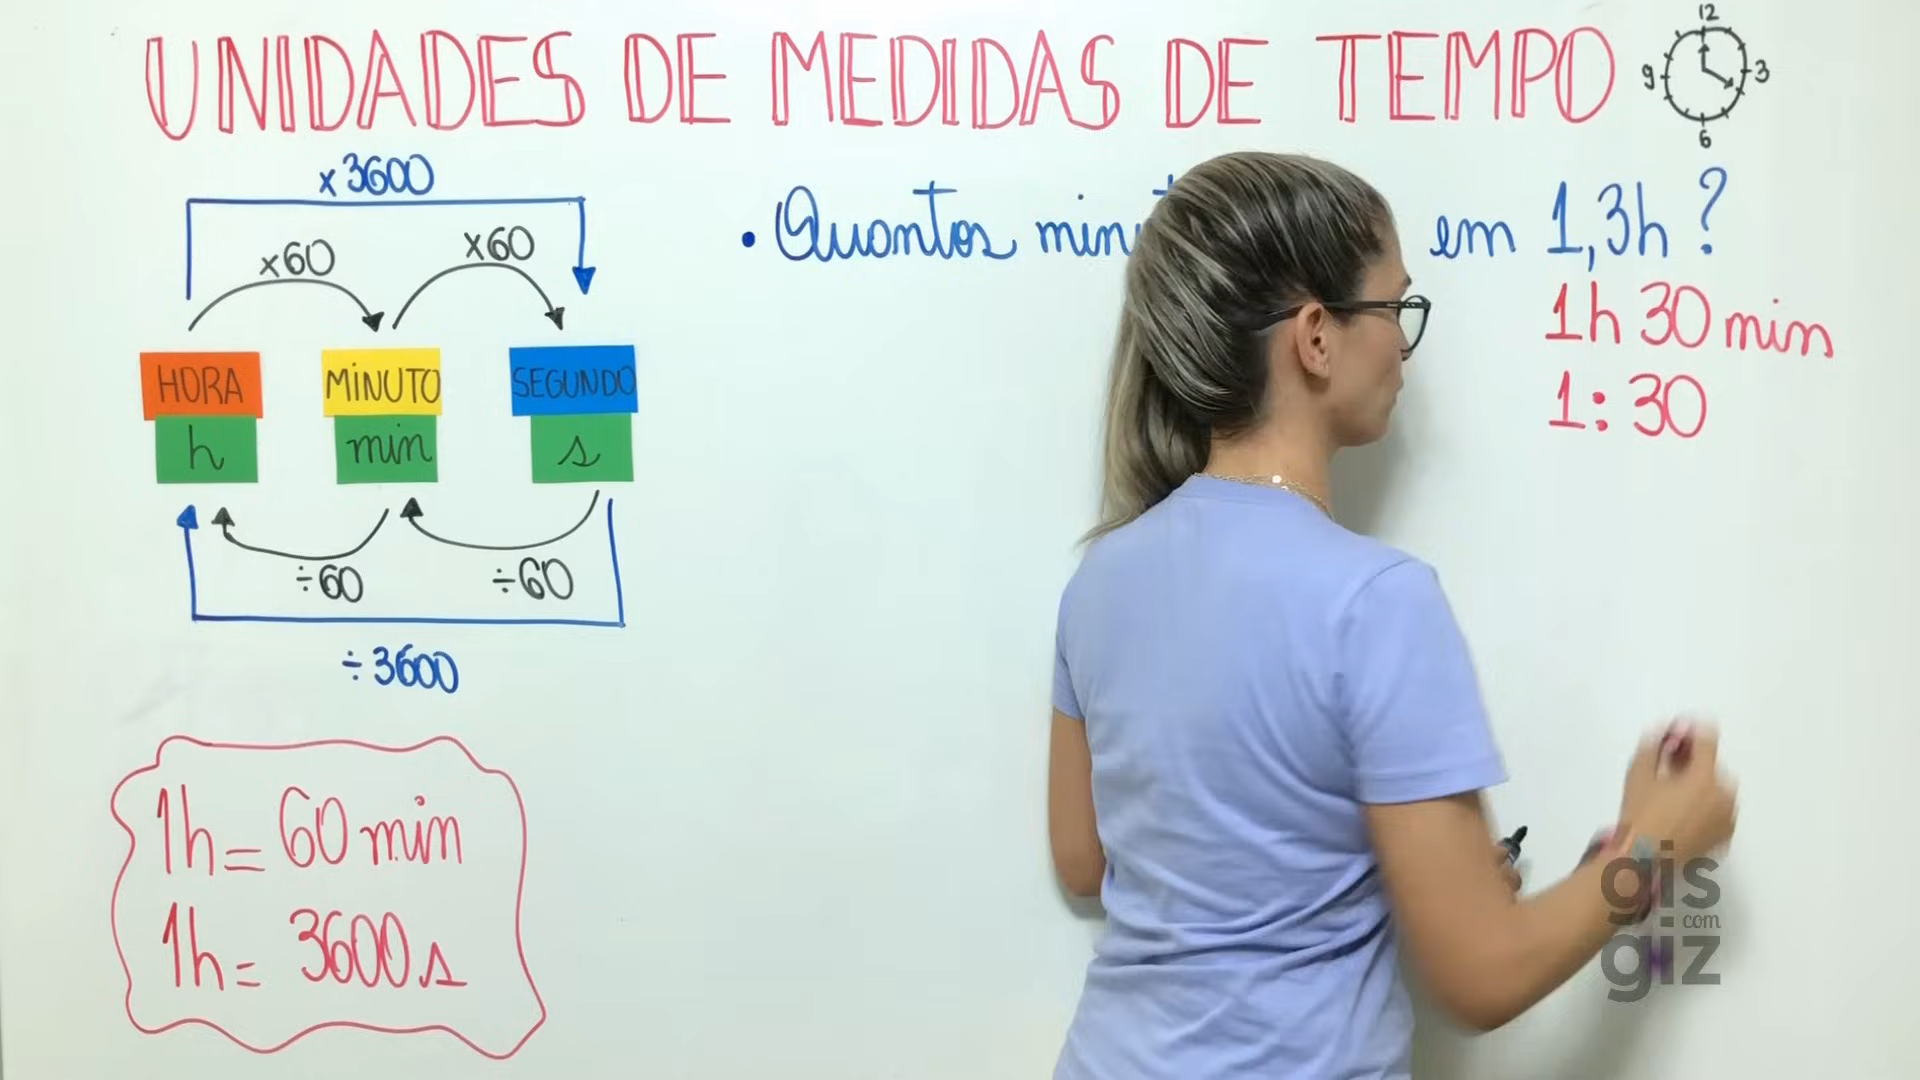 UNIDADES DE MEDIDAS DE TEMPO
12
9 3
6
x3600
x60 x60
HORA MINUTO SEGUNDO
h min s
÷60 ÷60
÷3600
1h = 60 min
1h = 3600 s
• Quantos em 1,3h ?
1h 30 min
1:30
gis
com
giz